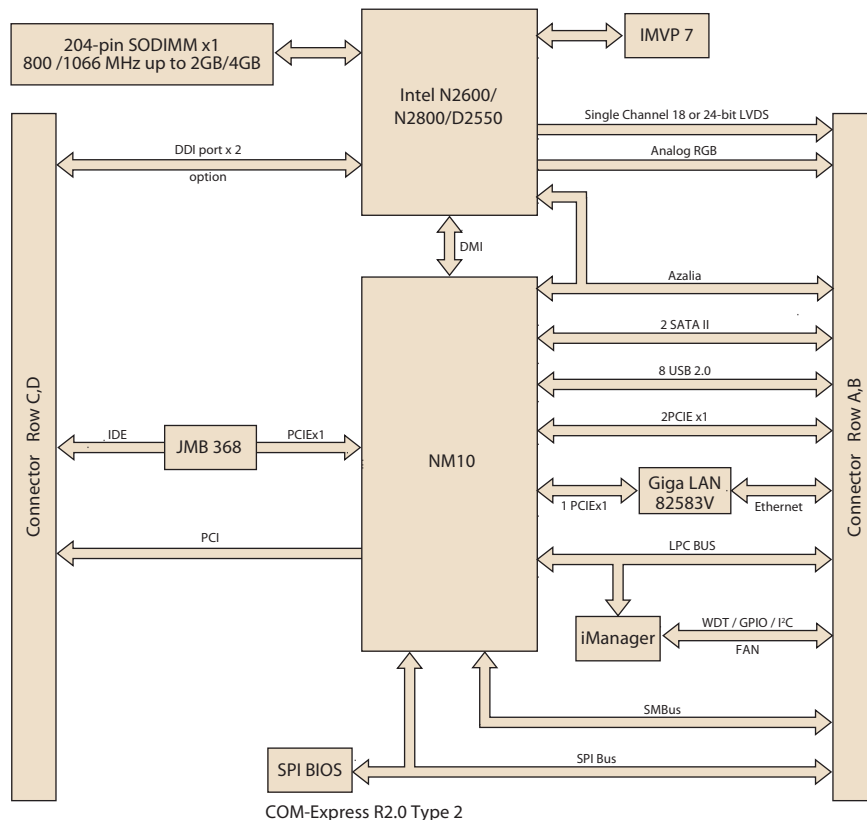 204-pin SODIMM x1
800 /1066 MHz up to 2GB/4GB
IMVP 7
Intel N2600/
N2800/D2550
Single Channel 18 or 24-bit LVDS
DDI port x 2
option
Analog RGB
DMI
Azalia
2 SATA II
8 USB 2.0
2PCIE x1
Connector Row C,D
Connector Row A,B
IDE
JMB 368
PCIEx1
NM10
1 PCIEx1
Giga LAN
82583V
Ethernet
PCI
LPC BUS
iManager
WDT / GPIO / I²C
FAN
SMBus
SPI BIOS
SPI Bus
COM-Express R2.0 Type 2